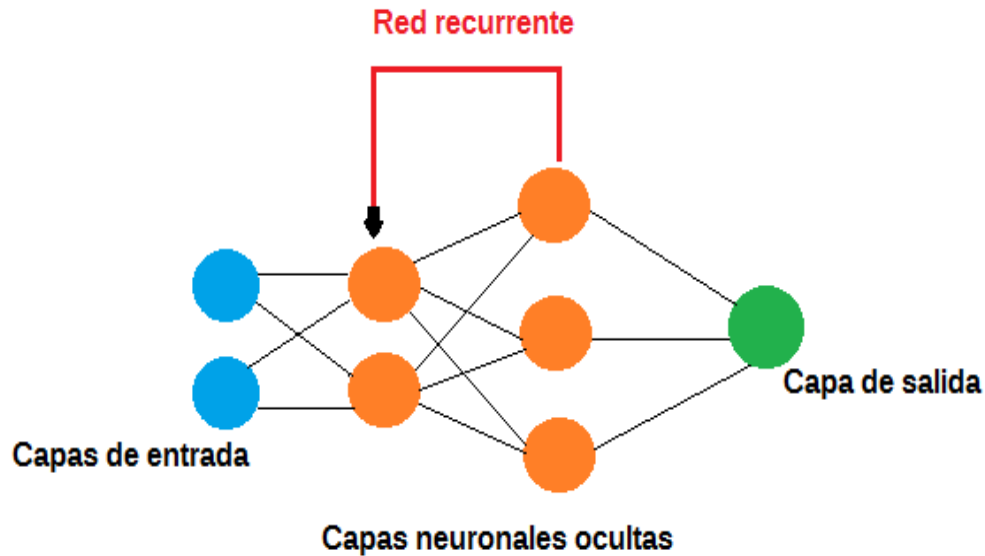 Red recurrente
Capa de salida
Capas de entrada
Capas neuronales ocultas